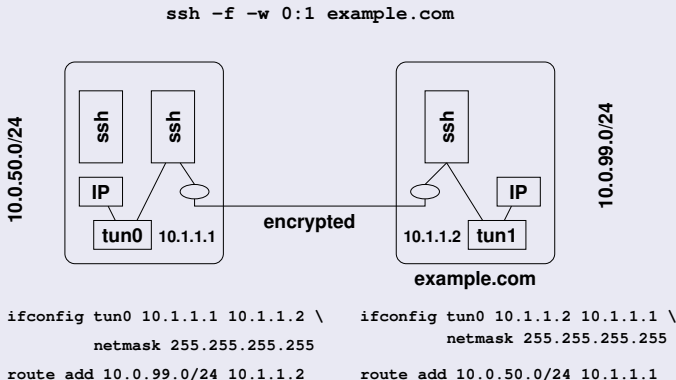 ssh -f -w 0:1 example.com
10.0.50.0/24
ssh
ssh
ssh
10.0.99.0/24
IP
IP
tun0
10.1.1.1
encrypted
10.1.1.2
tun1
example.com
ifconfig tun0 10.1.1.1 10.1.1.2 \
netmask 255.255.255.255
route add 10.0.99.0/24 10.1.1.2
ifconfig tun0 10.1.1.2 10.1.1.1 \
netmask 255.255.255.255
route add 10.0.50.0/24 10.1.1.1